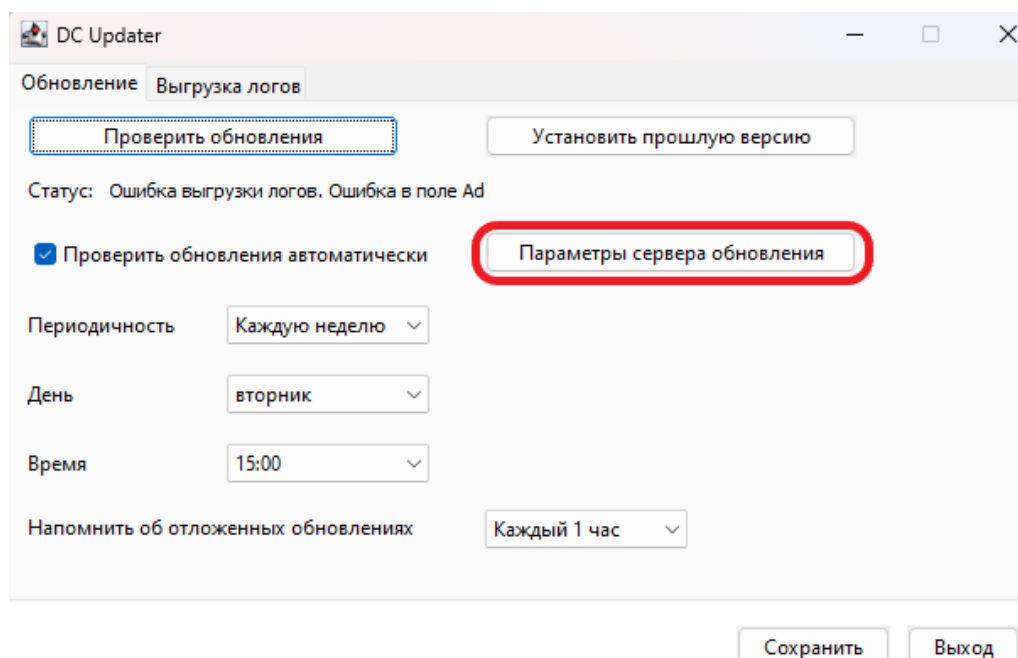 DC Updater
Обновление Выгрузка логов
Проверить обновления Установить прошлую версию
Статус: Ошибка выгрузки логов. Ошибка в поле Ad
Проверить обновления автоматически Параметры сервера обновления
Периодичность Каждую неделю
День вторник
Время 15:00
Напомнить об отложенных обновлениях Каждый 1 час
Сохранить Выход